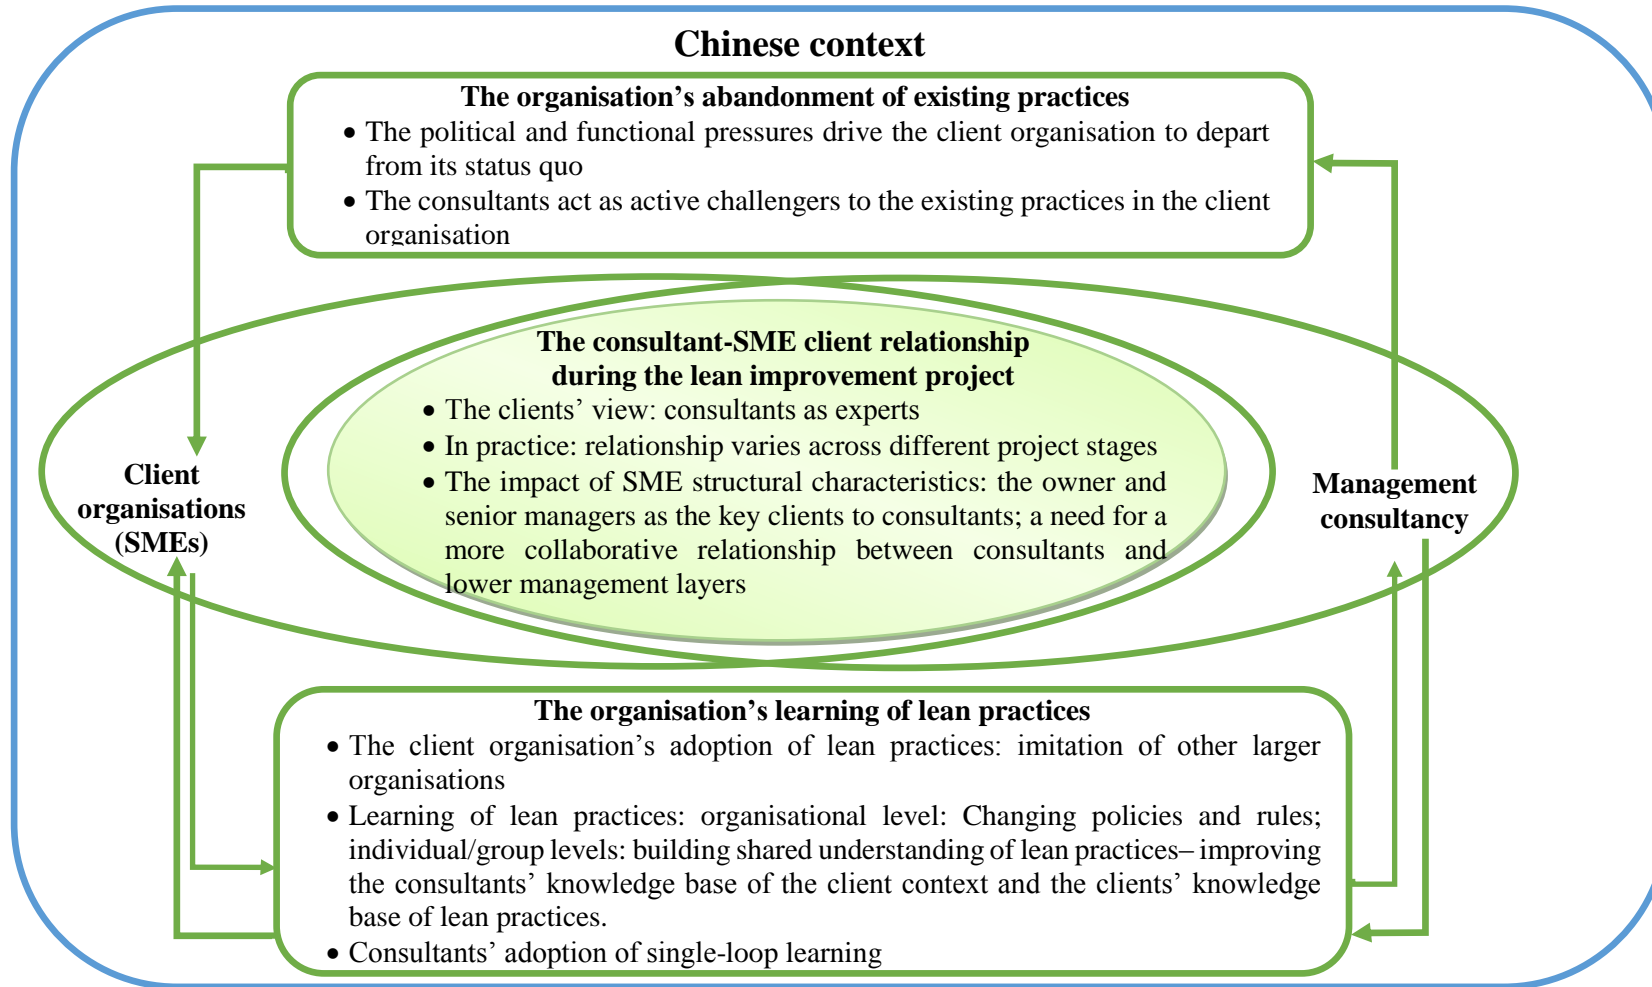 Chinese context
The organisation’s abandonment of existing practices
• The political and functional pressures drive the client organisation to depart
from its status quo
• The consultants act as active challengers to the existing practices in the client
organisation
The consultant-SME client relationship
during the lean improvement project
• The clients’ view: consultants as experts
• In practice: relationship varies across different project stages
• The impact of SME structural characteristics: the owner and
senior managers as the key clients to consultants; a need for a
more collaborative relationship between consultants and
lower management layers
Client
organisations
(SMEs)
Management
consultancy
The organisation’s learning of lean practices
• The client organisation’s adoption of lean practices: imitation of other larger
organisations
• Learning of lean practices: organisational level: Changing policies and rules;
individual/group levels: building shared understanding of lean practices– improving
the consultants’ knowledge base of the client context and the clients’ knowledge
base of lean practices.
• Consultants’ adoption of single-loop learning